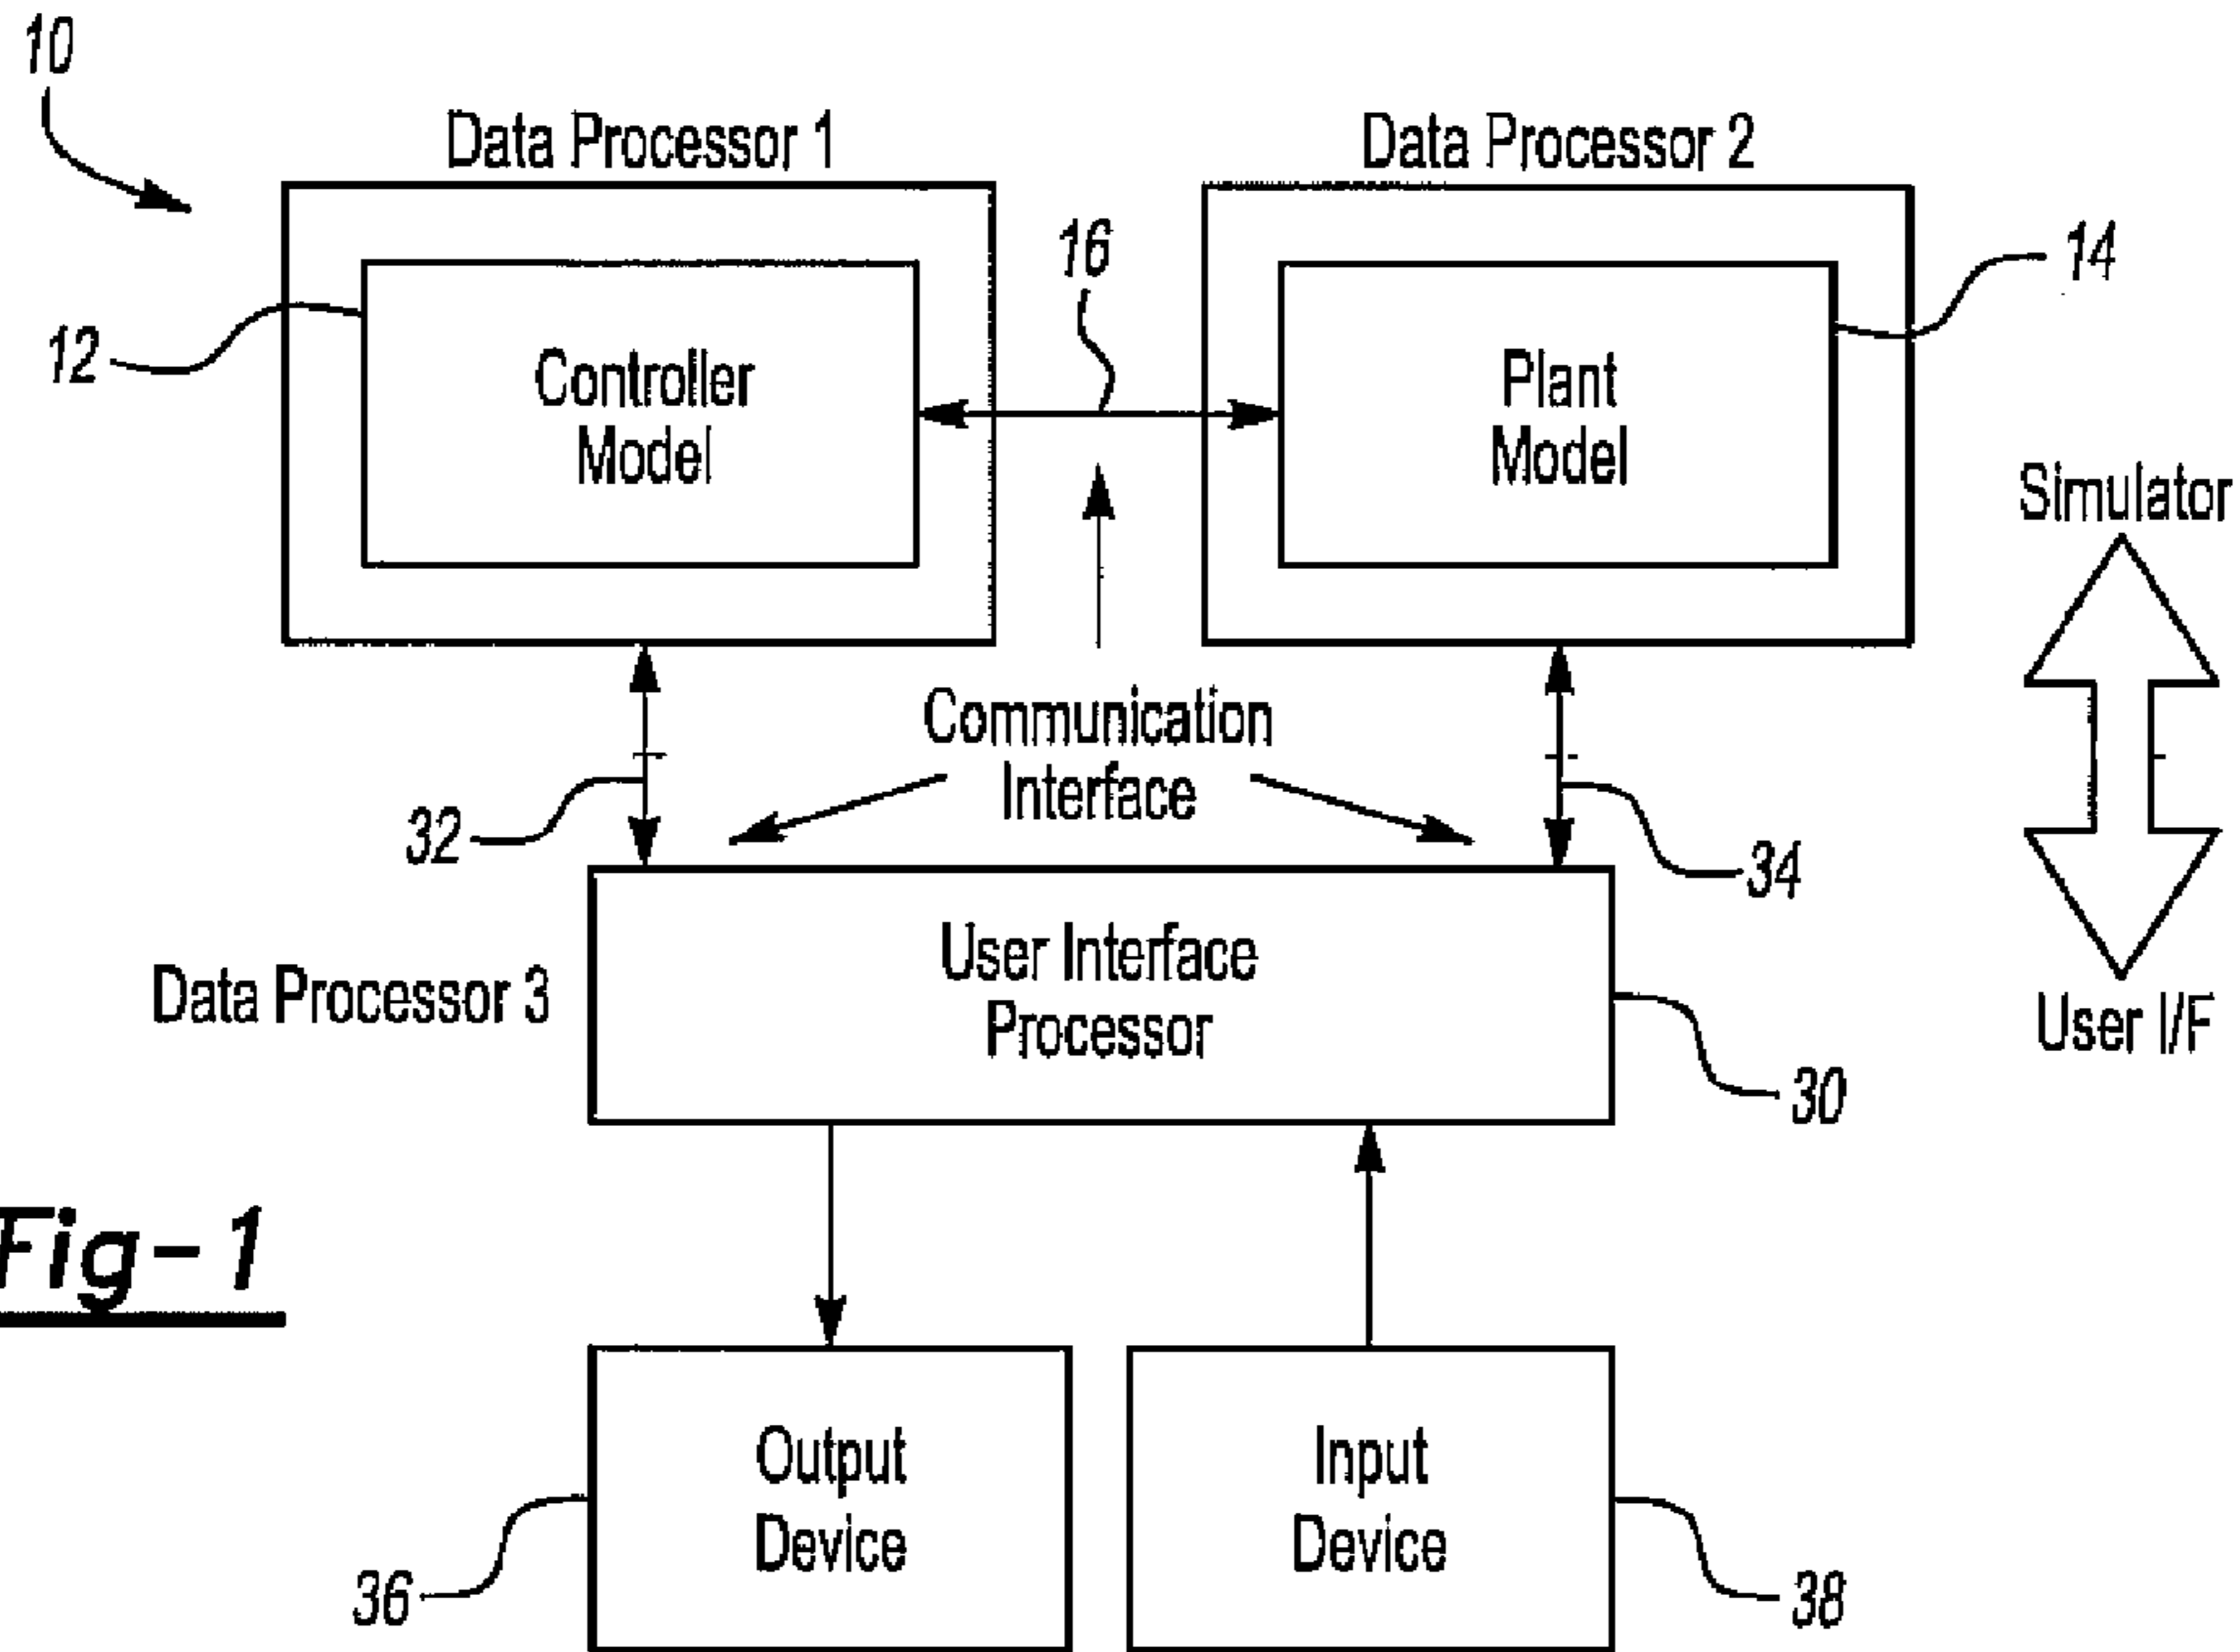 10
Data Processor 1
Data Processor 2
16
14
12
Controller
Model
Plant
Model
Simulator
Communication
Interface
32
34
User Interface
Processor
Data Processor 3
User I/F
30
Fig-1
Output
Device
Input
Device
36
38